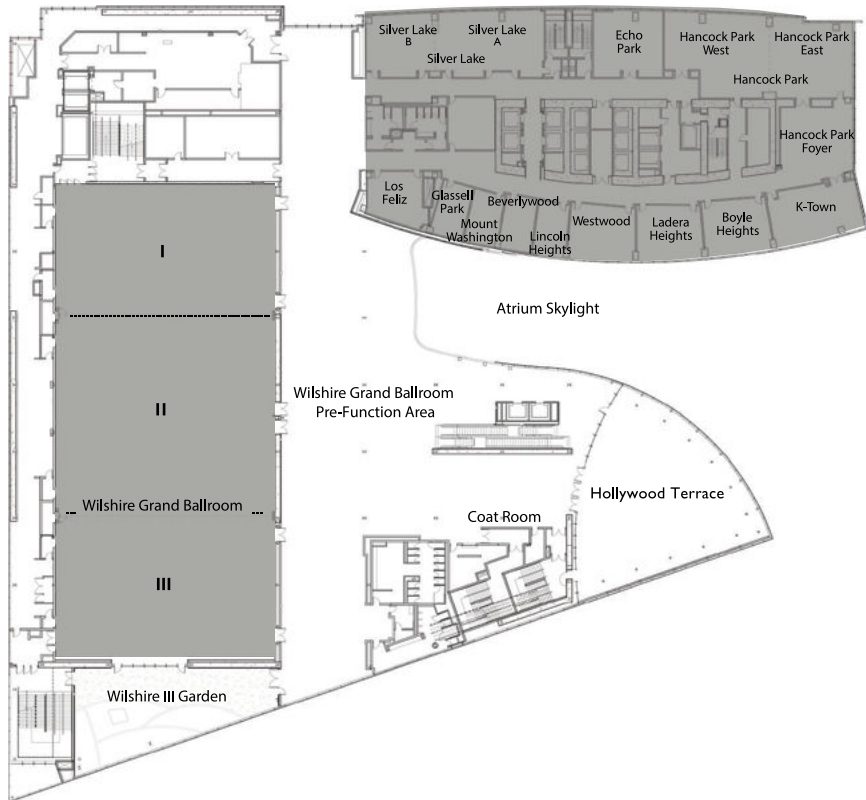 Silver Lake
B
Silver Lake
A
Silver Lake
Echo
Park
Hancock Park
West
Hancock Park
East
Hancock Park
Hancock Park
Foyer
Los
Feliz
Glassell
Park
Mount
Washington
Beverlywood
Lincoln
Heights
Westwood
Ladera
Heights
Boyle
Heights
K-Town
I
Atrium Skylight
Wilshire Grand Ballroom
Pre-Function Area
II
Hollywood Terrace
Wilshire Grand Ballroom
Coat Room
III
Wilshire III Garden